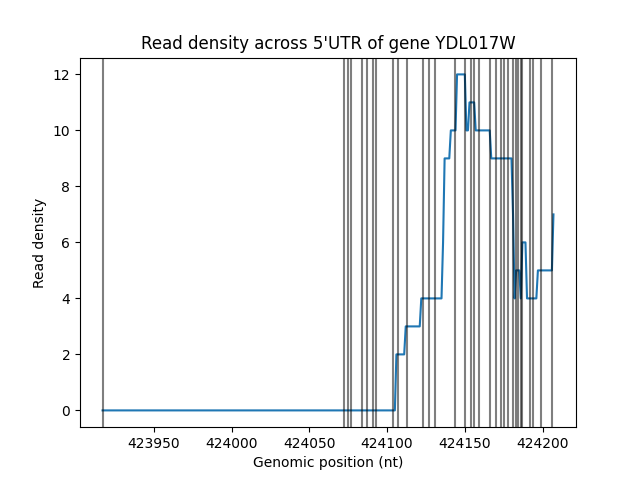 Read density across 5'UTR of gene YDL017W
Read density
12
10
8
6
4
2
0
423950 424000 424050 424100 424150 424200
Genomic position (nt)